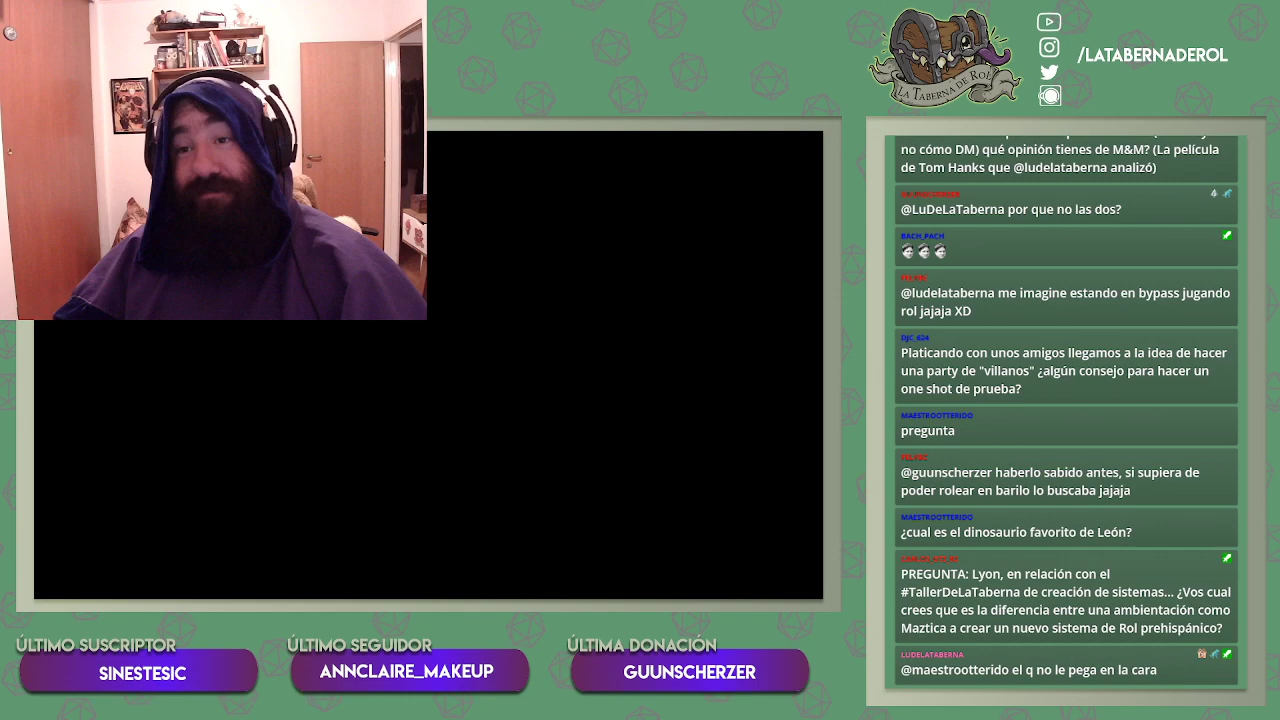 LA TABERNA DE ROL
/LATABERNADEROL
no cómo DM) qué opinión tienes de M&M? (La película
de Tom Hanks que @ludelataberna analizó)
@LuDeLaTaberna por que no las dos?
BACH_PACH
@ludelataberna me imagine estando en bypass jugando
rol jajaja XD
DJC_624
Platicando con unos amigos llegamos a la idea de hacer
una party de "villanos" ¿algún consejo para hacer un
one shot de prueba?
MAESTROOTTERIDO
pregunta
@guunscherzer haberlo sabido antes, si supiera de
poder rolear en barilo lo buscaba jajaja
MAESTROOTTERIDO
¿cual es el dinosaurio favorito de León?
PREGUNTA: Lyon, en relación con el
#TallerDeLaTaberna de creación de sistemas... ¿Vos cual
crees que es la diferencia entre una ambientación como
Maztica a crear un nuevo sistema de Rol prehispánico?
LUDELATABERNA
@maestrootterido el q no le pega en la cara
ÚLTIMO SUSCRIPTOR
SINESTESIC
ÚLTIMO SEGUIDOR
ANNCLAIRE_MAKEUP
ÚLTIMA DONACIÓN
GUUNSCHERZER